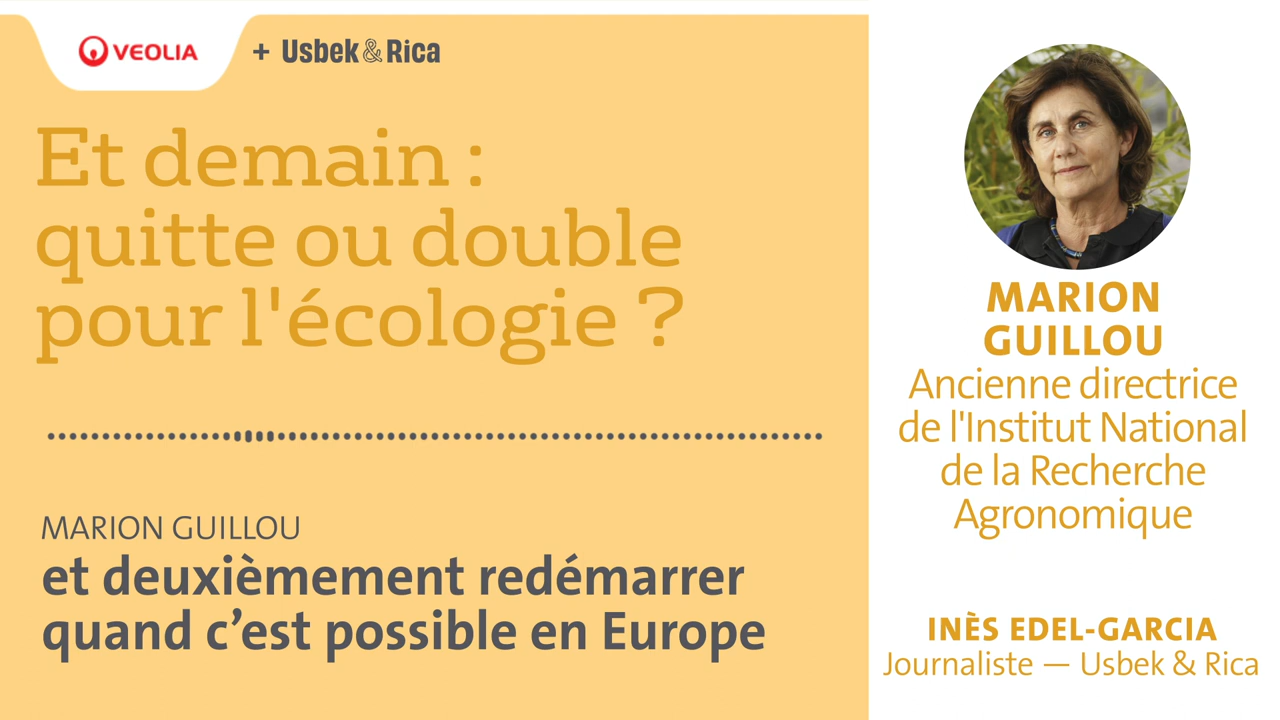 VEOLIA + Usbek & Rica
Et demain :
quitte ou double
pour l'écologie ?
MARION GUILLOU
et deuxièmement redémarrer
quand c’est possible en Europe
MARION
GUILLOU
Ancienne directrice
de l'Institut National
de la Recherche
Agronomique
INÈS EDEL-GARCIA
Journaliste — Usbek & Rica